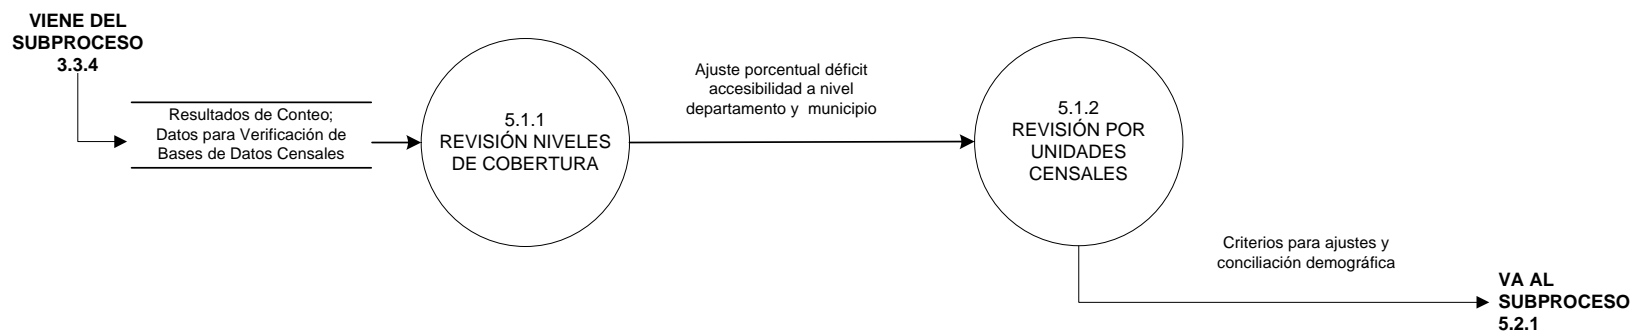 VIENE DEL
SUBPROCESO
3.3.4
Resultados de Conteo;
Datos para Verificación de
Bases de Datos Censales
5.1.1
REVISIÓN NIVELES
DE COBERTURA
Ajuste porcentual déficit
accesibilidad a nivel
departamento y municipio
5.1.2
REVISIÓN POR
UNIDADES
CENSALES
Criterios para ajustes y
conciliación demográfica
VA AL
SUBPROCESO
5.2.1